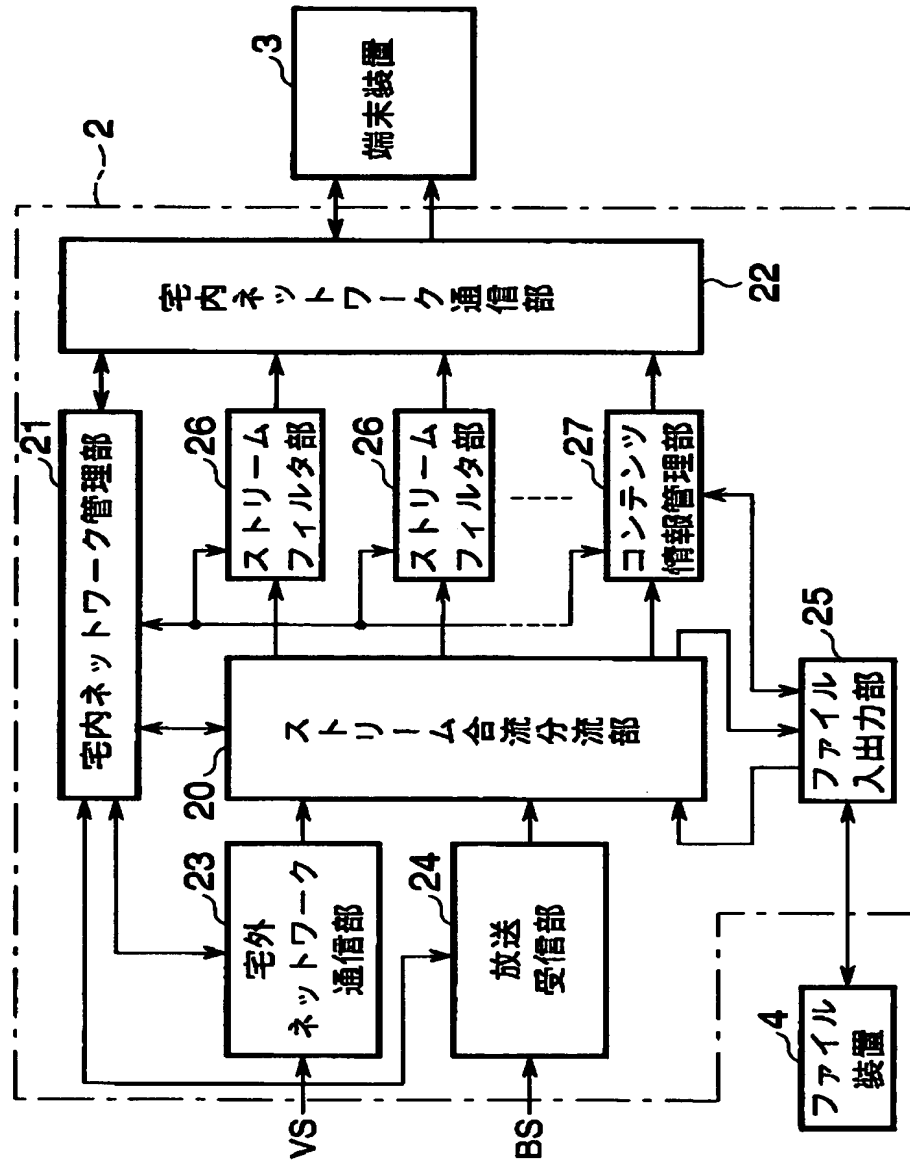 2
3
端末装置
宅内ネットワーク通信部
22
21
宅内ネットワーク管理部
26
ストリーム
フィルタ部
26
ストリーム
フィルタ部
27
コンテンツ
情報管理部
20
ストリーム合流分流部
25
ファイル
入出力部
23
宅外
ネットワーク
通信部
24
放送
受信部
VS
BS
4
ファイル
装置